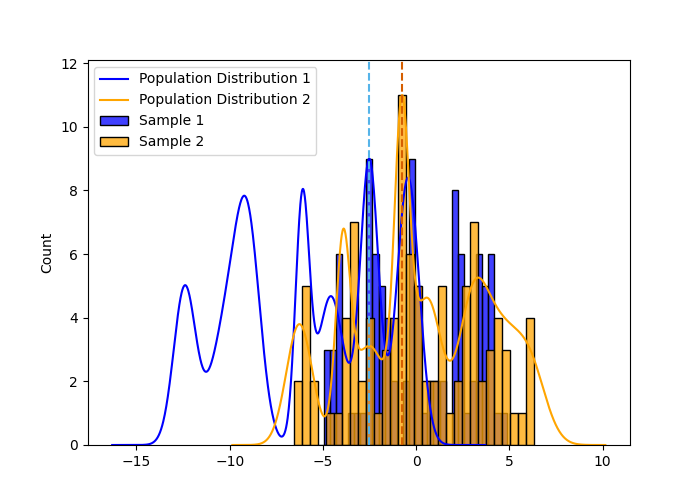 12
10
8
6
4
2
0
Count
Population Distribution 1
Population Distribution 2
Sample 1
Sample 2
−15
−10
−5
0
5
10